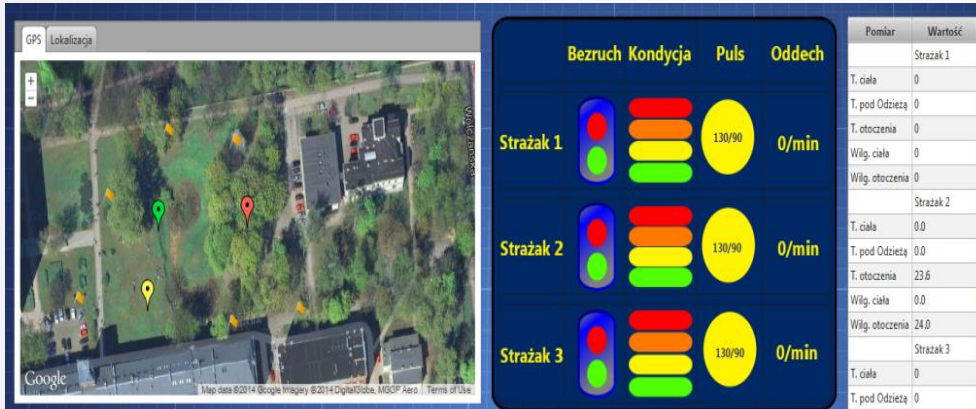 GPS Lokalizacja
+
-
Wólczańska
Google
Map data ©2014 Google Imagery ©2014 DigitalGlobe, MGGP Aero Terms of Use
Bezruch Kondycja Puls Oddech
Strażak 1 130/90 0/min
Strażak 2 130/90 0/min
Strażak 3 130/90 0/min
Pomiar Wartość
Strażak 1
T. ciała 0
T. pod Odzieżą 0
T. otoczenia 0
Wilg. ciała 0
Wilg. otoczenia 0
Strażak 2
T. ciała 0.0
T. pod Odzieżą 0.0
T. otoczenia 23.6
Wilg. ciała 0.0
Wilg. otoczenia 24.0
Strażak 3
T. ciała 0
T. pod Odzieżą 0